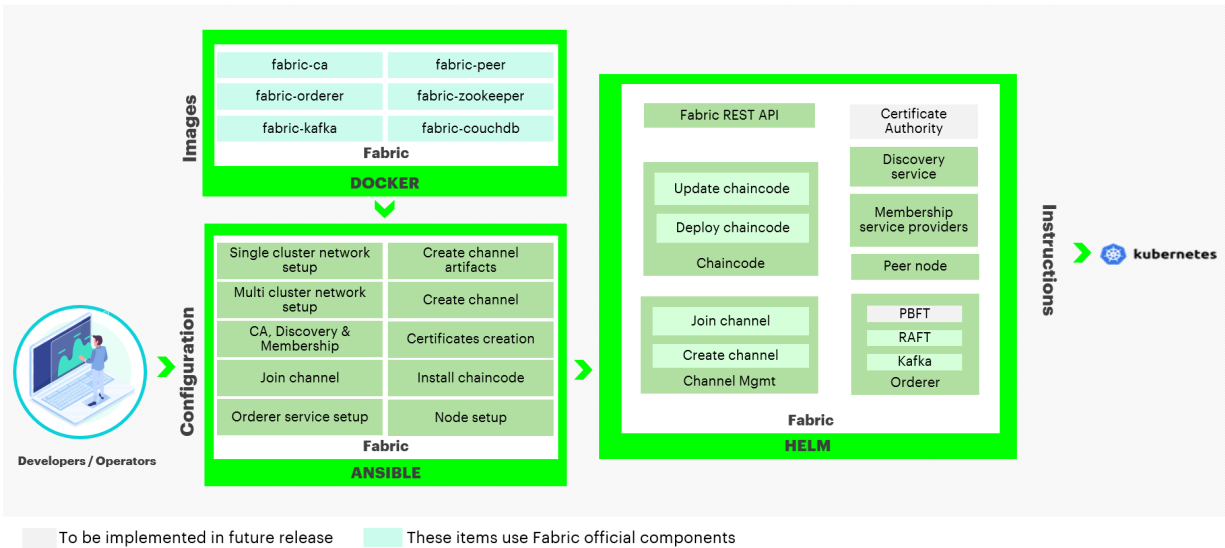 Images
fabric-ca
fabric-peer
fabric-orderer
fabric-zookeeper
fabric-kafka
fabric-couchdb
Fabric
DOCKER
Configuration
Single cluster network
setup
Create channel
artifacts
Multi cluster network
setup
Create channel
CA, Discovery &
Membership
Certificates creation
Join channel
Install chaincode
Orderer service setup
Node setup
Fabric
ANSIBLE
Developers / Operators
Fabric REST API
Update chaincode
Deploy chaincode
Chaincode
Join channel
Create channel
Channel Mgmt
Certificate
Authority
Discovery
service
Membership
service providers
Peer node
PBFT
RAFT
Kafka
Orderer
Fabric
HELM
Instructions
kubernetes
To be implemented in future release
These items use Fabric official components